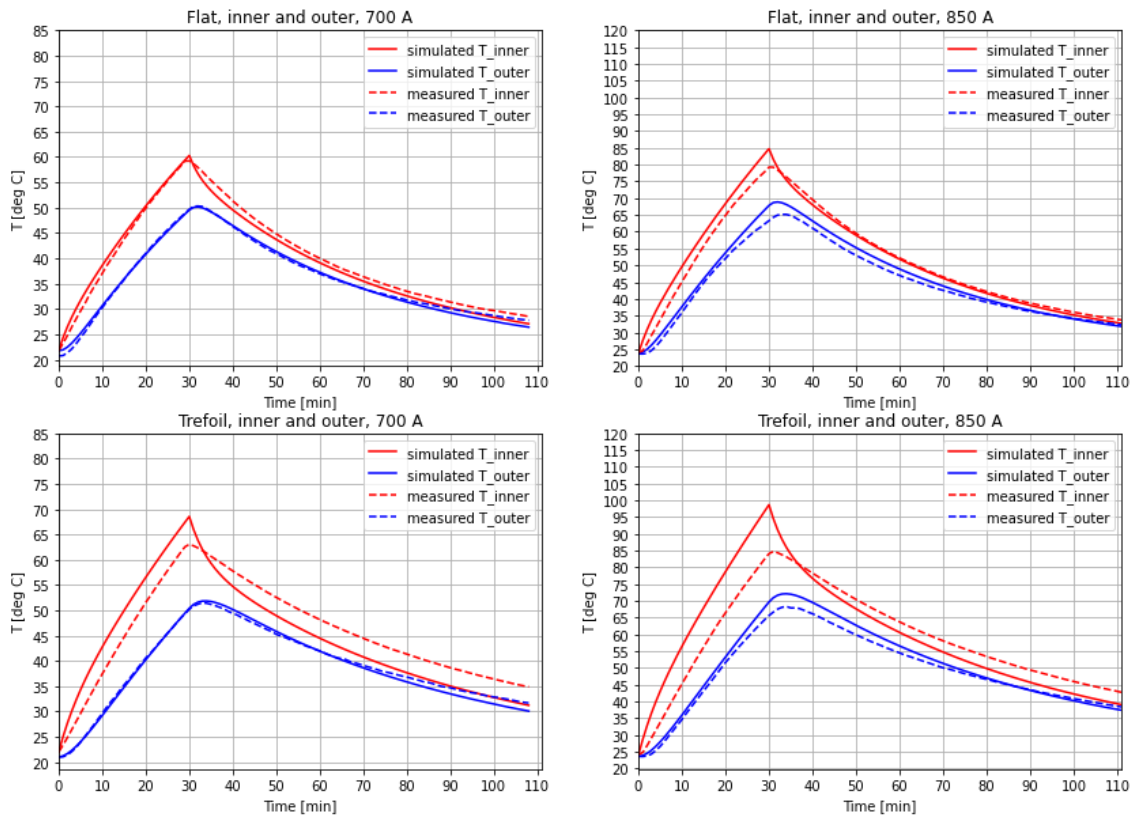 Flat, inner and outer, 700 A
85
80
75
70
65
60
55
50
45
40
35
30
25
20
T [deg C]
simulated T_inner
simulated T_outer
measured T_inner
measured T_outer
0 10 20 30 40 50 60 70 80 90 100 110
Time [min]
Flat, inner and outer, 850 A
120
115
110
105
100
95
90
85
80
75
70
65
60
55
50
45
40
35
30
25
20
T [deg C]
simulated T_inner
simulated T_outer
measured T_inner
measured T_outer
0 10 20 30 40 50 60 70 80 90 100 110
Time [min]
Trefoil, inner and outer, 700 A
85
80
75
70
65
60
55
50
45
40
35
30
25
20
T [deg C]
simulated T_inner
simulated T_outer
measured T_inner
measured T_outer
0 10 20 30 40 50 60 70 80 90 100 110
Time [min]
Trefoil, inner and outer, 850 A
120
115
110
105
100
95
90
85
80
75
70
65
60
55
50
45
40
35
30
25
20
T [deg C]
simulated T_inner
simulated T_outer
measured T_inner
measured T_outer
0 10 20 30 40 50 60 70 80 90 100 110
Time [min]